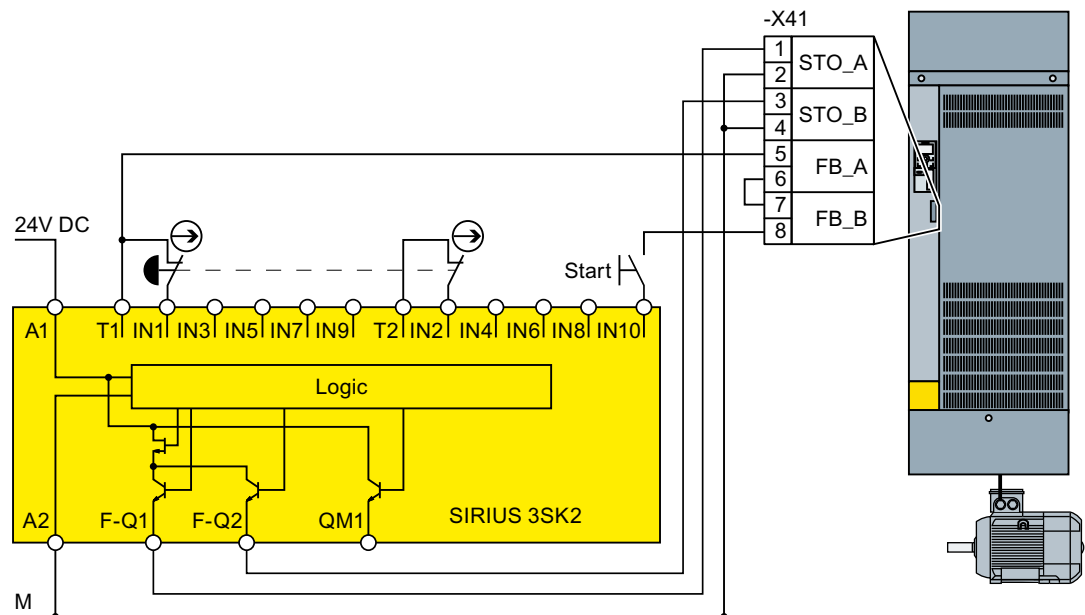 -X41
1
STO_A
2
3
STO_B
4
5
FB_A
6
7
FB_B
8
24V DC
Start
A1
T1 IN1 IN3 IN5 IN7 IN9 T2 IN2 IN4 IN6 IN8 IN10
Logic
A2 F-Q1 F-Q2 QM1 SIRIUS 3SK2
M